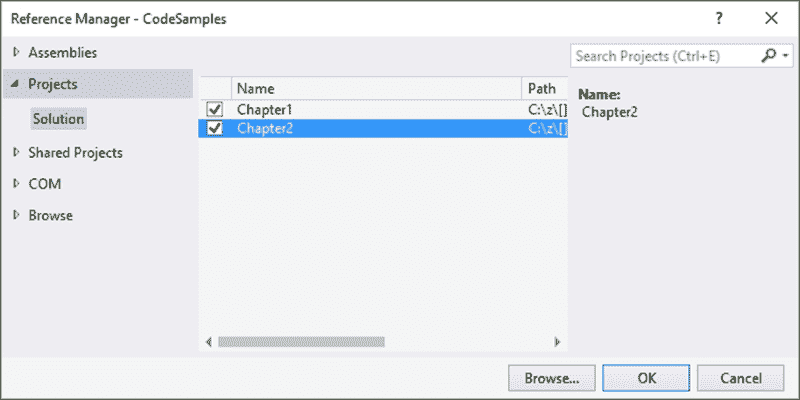 Reference Manager - CodeSamples
Assemblies
Projects
Solution
Shared Projects
COM
Browse
Search Projects (Ctrl+E)
Name Path
Chapter1 C:\z\[]
Chapter2 C:\z\[]
Name:
Chapter2
Browse... OK Cancel